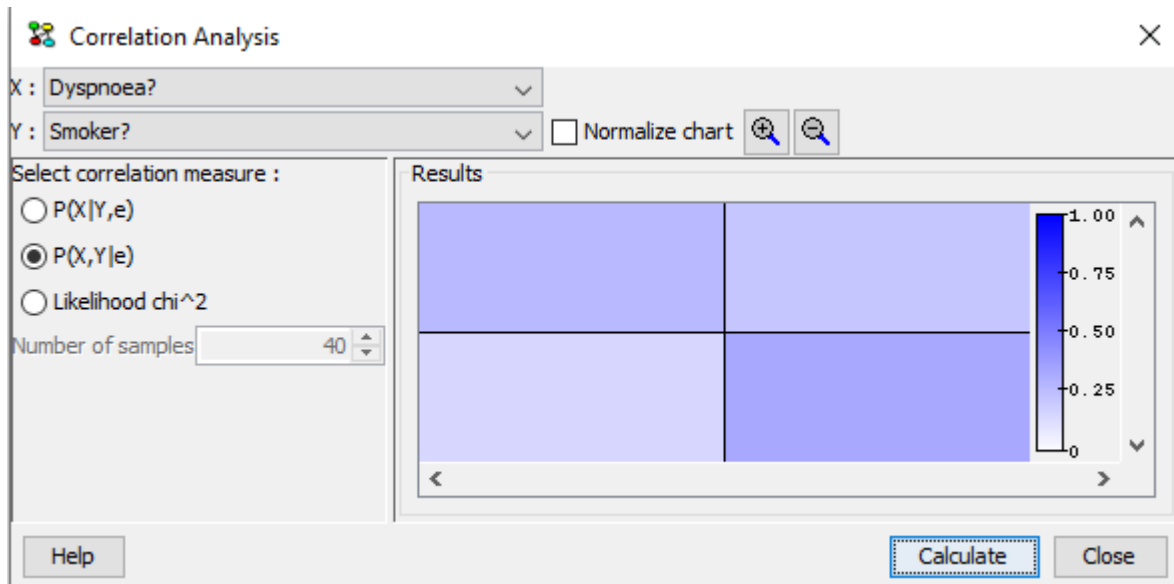 Correlation Analysis
X : Dyspnoea?
Y : Smoker? Normalize chart
Select correlation measure :
P(X|Y,e)
P(X,Y|e)
Likelihood chi^2
Number of samples 40
Results
1.00
0.75
0.50
0.25
0
Help Calculate Close